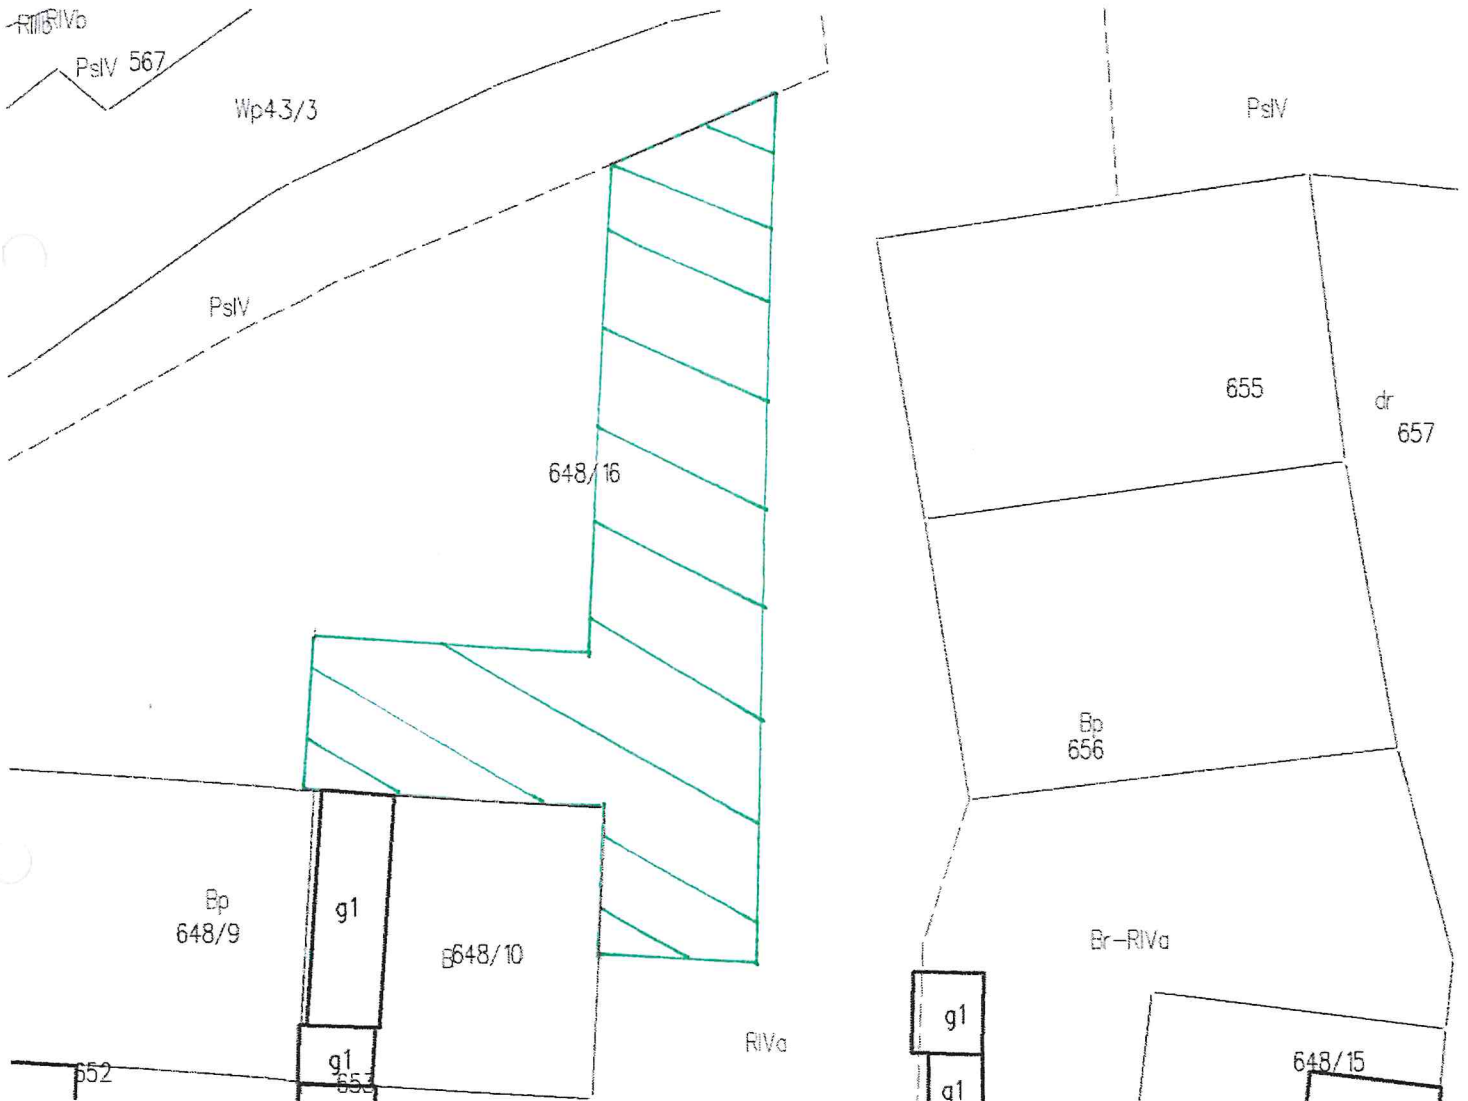 RIIIb RIVb
PsIV 567
Wp43/3
PsIV
PsIV
655
dr
657
648/16
Bp
656
Bp
648/9
g1
B648/10
Br-RIVa
g1
RIVa
g1
653
652
648/15
g1